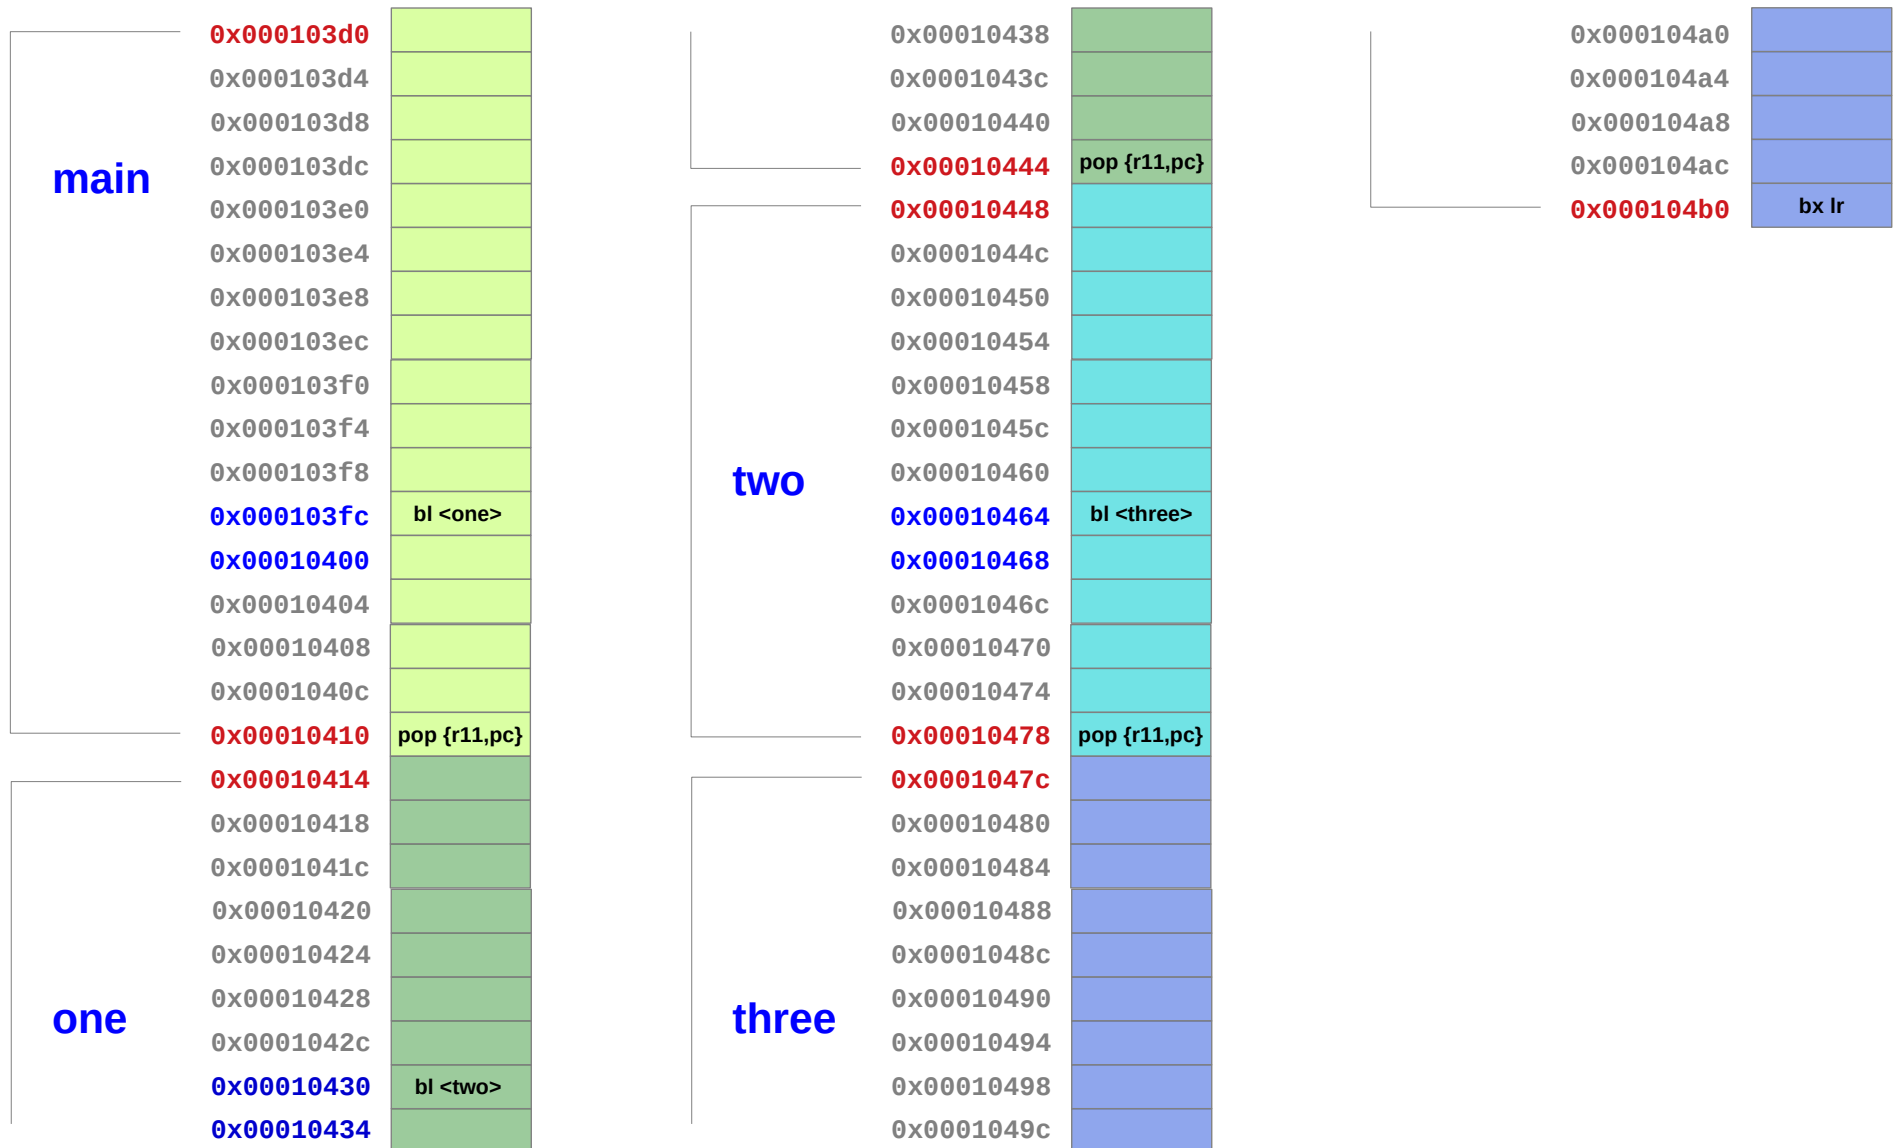 0x000103d0
0x000103d4
0x000103d8
0x000103dc
main
0x000103e0
0x000103e4
0x000103e8
0x000103ec
0x000103f0
0x000103f4
0x000103f8
0x000103fc bl <one>
0x00010400
0x00010404
0x00010408
0x0001040c
0x00010410 pop {r11,pc}
0x00010414
0x00010418
0x0001041c
0x00010420
0x00010424
0x00010428
one
0x0001042c
0x00010430 bl <two>
0x00010434
0x00010438
0x0001043c
0x00010440
0x00010444 pop {r11,pc}
0x00010448
0x0001044c
0x00010450
0x00010454
0x00010458
0x0001045c
0x00010460
two
0x00010464 bl <three>
0x00010468
0x0001046c
0x00010470
0x00010474
0x00010478 pop {r11,pc}
0x0001047c
0x00010480
0x00010484
0x00010488
0x0001048c
0x00010490
three
0x00010494
0x00010498
0x0001049c
0x000104a0
0x000104a4
0x000104a8
0x000104ac
0x000104b0 bx lr